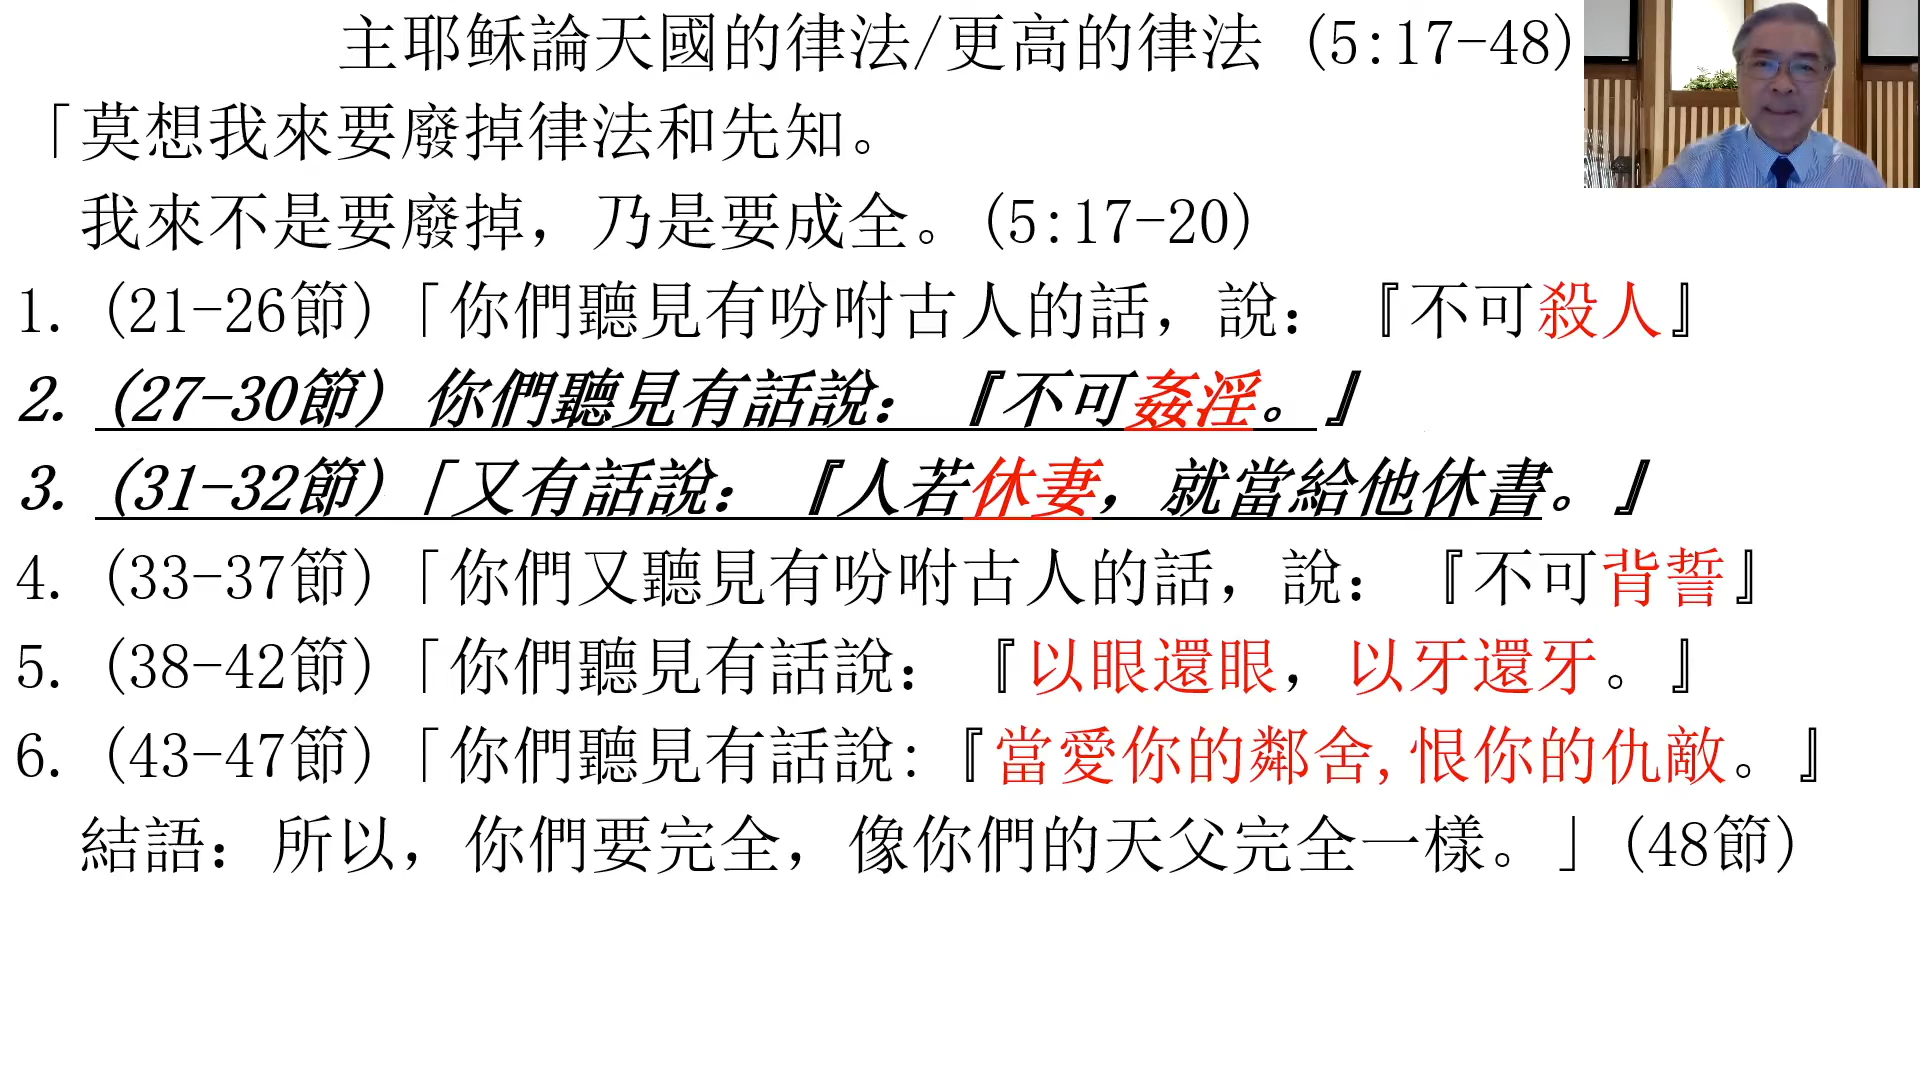 主耶穌論天國的律法/更高的律法 (5:17-48)
「莫想我來要廢掉律法和先知。
我來不是要廢掉，乃是要成全。(5:17-20)
1. (21-26節)「你們聽見有吩咐古人的話，說：『不可殺人』
2. (27-30節) 你們聽見有話說：『不可姦淫。』
3. (31-32節)「又有話說：『人若休妻，就當給他休書。』
4. (33-37節)「你們又聽見有吩咐古人的話，說：『不可背誓』
5. (38-42節)「你們聽見有話說：『以眼還眼，以牙還牙。』
6. (43-47節)「你們聽見有話說:『當愛你的鄰舍,恨你的仇敵。』
結語：所以，你們要完全，像你們的天父完全一樣。」(48節)